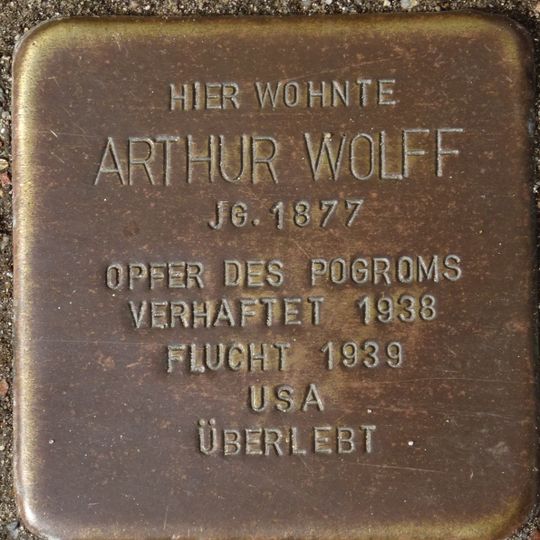 HIER WOHNTE
ARTHUR WOLFF
JG. 1877
OPFER DES POGROMS
VERHAFTET 1938
FLUCHT 1939
USA
ÜBERLEBT